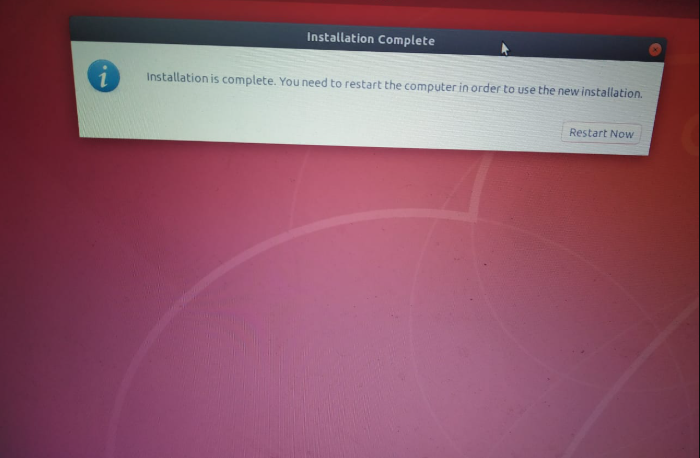 Installation Complete
Installation is complete. You need to restart the computer in order to use the new installation.
Restart Now